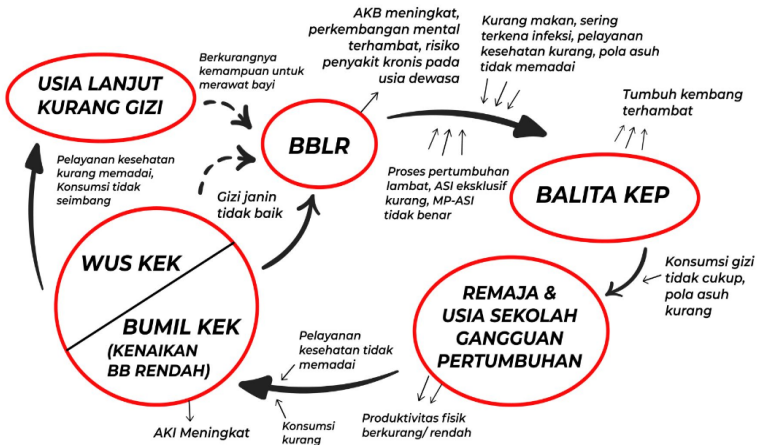 USIA LANJUT
KURANG GIZI
Berkurangnya
kemampuan untuk
merawat bayi
AKB meningkat,
perkembangan mental
terhambat, risiko
penyakit kronis pada
usia dewasa
Kurang makan, sering
terkena infeksi, pelayanan
kesehatan kurang, pola asuh
tidak memadai
Tumbuh kembang
terhambat
BBLR
Pelayanan kesehatan
kurang memadai,
Konsumsi tidak
seimbang
Gizi janin
tidak baik
Proses pertumbuhan
lambat, ASI eksklusif
kurang, MP-ASI
tidak benar
BALITA KEP
WUS KEK
BUMIL KEK
(KENAIKAN
BB RENDAH)
Konsumsi gizi
tidak cukup,
pola asuh
kurang
REMAJA &
USIA SEKOLAH
GANGGUAN
PERTUMBUHAN
Pelayanan
kesehatan tidak
memadai
AKI Meningkat
Konsumsi
kurang
Produktivitas fisik
berkurang/ rendah